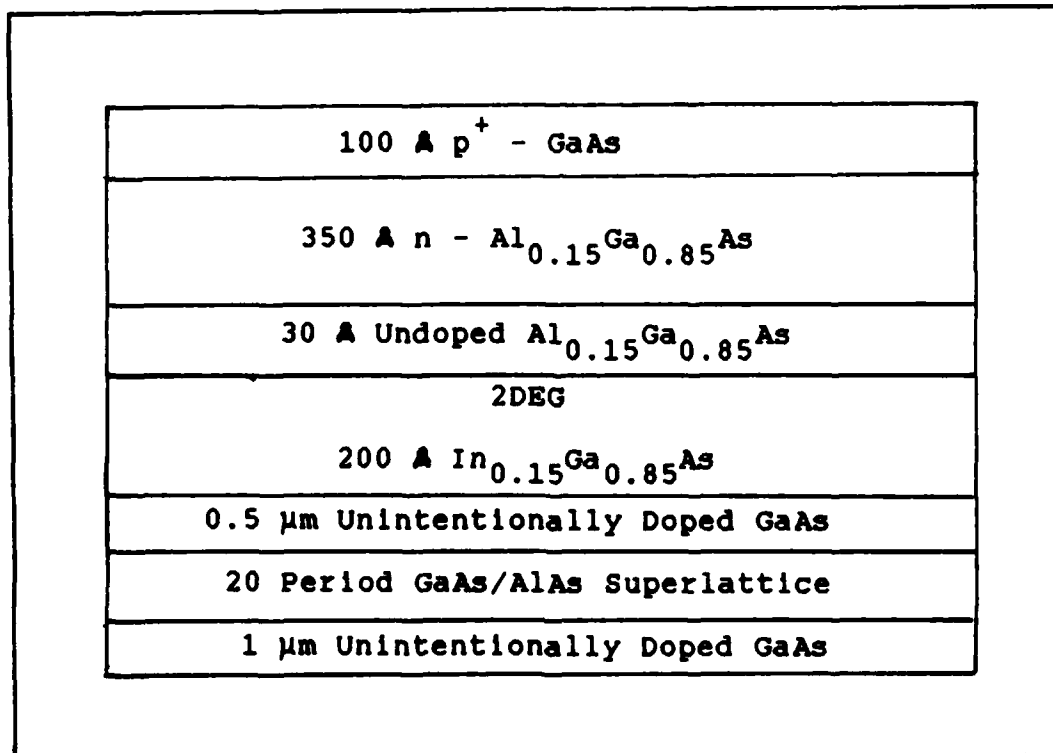 100 Å p⁺ - GaAs
350 Å n - Al₀.₁₅Ga₀.₈₅As
30 Å Undoped Al₀.₁₅Ga₀.₈₅As
2DEG
200 Å In₀.₁₅Ga₀.₈₅As
0.5 µm Unintentionally Doped GaAs
20 Period GaAs/AlAs Superlattice
1 µm Unintentionally Doped GaAs